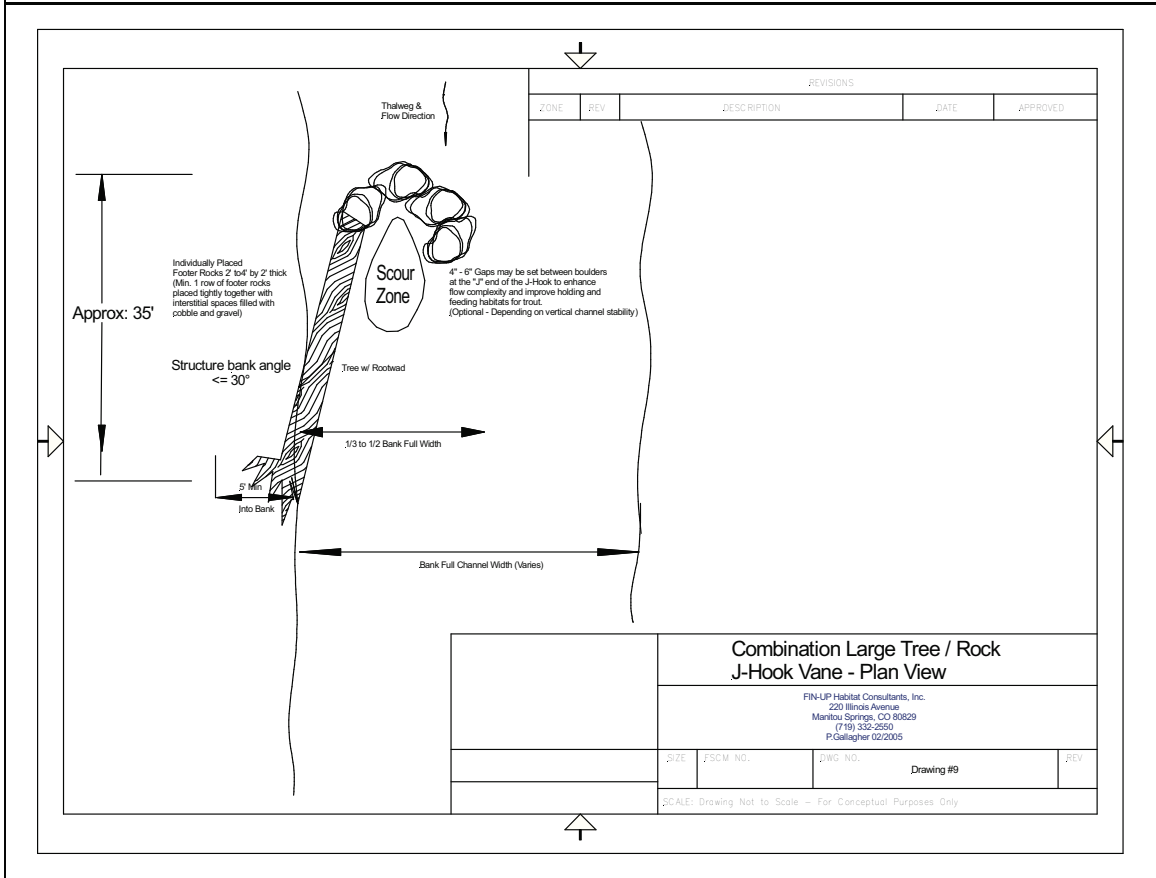 REVISIONS
ZONE REV DESCRIPTION DATE APPROVED
Thalweg &
Flow Direction
Individually Placed
Footer Rocks 2' to4' by 2' thick
(Min. 1 row of footer rocks
placed tightly together with
interstitial spaces filled with
cobble and gravel)
Approx: 35'
Scour
Zone
4" - 6" Gaps may be set between boulders
at the "J" end of the J-Hook to enhance
flow complexity and improve holding and
feeding habitats for trout.
(Optional - Depending on vertical channel stability)
Structure bank angle
<= 30°
Tree w/ Rootwad
1/3 to 1/2 Bank Full Width
5' Min
Into Bank
Bank Full Channel Width (Varies)
Combination Large Tree / Rock
J-Hook Vane - Plan View
FIN-UP Habitat Consultants, Inc.
220 Illinois Avenue
Manitou Springs, CO 80829
(719) 332-2550
P.Gallagher 02/2005
SIZE FSCM NO. DWG NO. REV
Drawing #9
SCALE: Drawing Not to Scale - For Conceptual Purposes Only